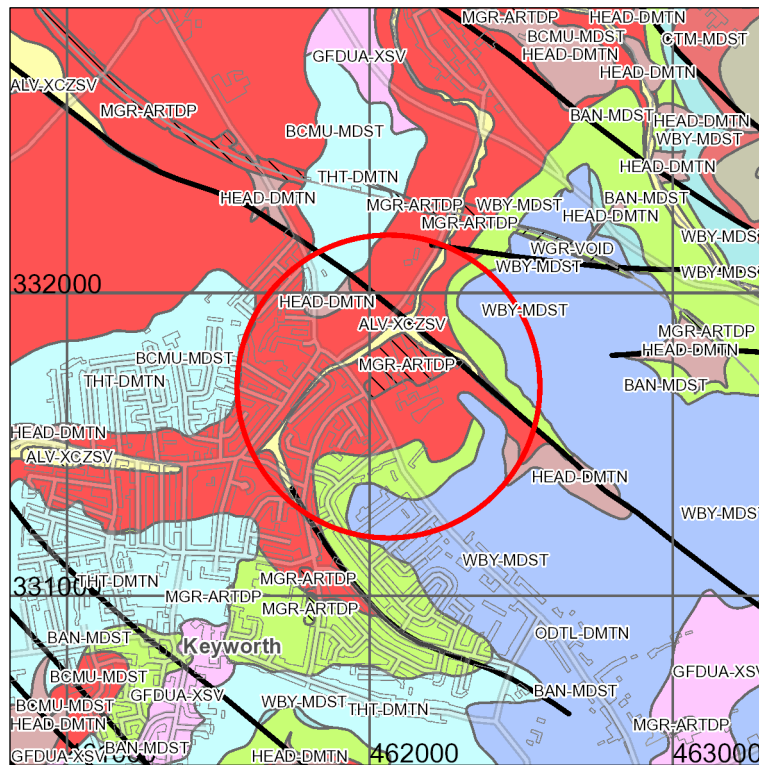 MGR-ARTDP
HEAD-DMTN
BCMU-MDST
CTM-MDST
HEAD-DMTN
GFDUA-XSV
HEAD-DMTN
ALV-XCZSV
MGR-ARTDP
BAN-MDST
HEAD-DMTN
BCMU-MDST
WBY-MDST
HEAD-DMTN
THT-DMTN
HEAD-DMTN
BAN-MDST
MGR-ARTDP
WBY-MDST
HEAD-DMTN
MGR-ARTDP
WBY-MDST
WGR-VOID
WBY-MDST
WBY-MDST
332000
HEAD-DMTN
WBY-MDST
ALV-XCZSV
MGR-ARTDP
BCMU-MDST
MGR-ARTDP
HEAD-DMTN
THT-DMTN
BAN-MDST
HEAD-DMTN
ALV-XCZSV
HEAD-DMTN
WBY-MDST
WBY-MDST
331000
THT-DMTN
MGR-ARTDP
MGR-ARTDP
MGR-ARTDP
BAN-MDST
ODTL-DMTN
Keyworth
BCMU-MDST
GFDUA-XSV
GFDUA-XSV
BAN-MDST
BCMU-MDST
WBY-MDST
THT-DMTN
HEAD-DMTN
MGR-ARTDP
GFDUA-XSV
BAN-MDST
HEAD-DMTN
462000
463000